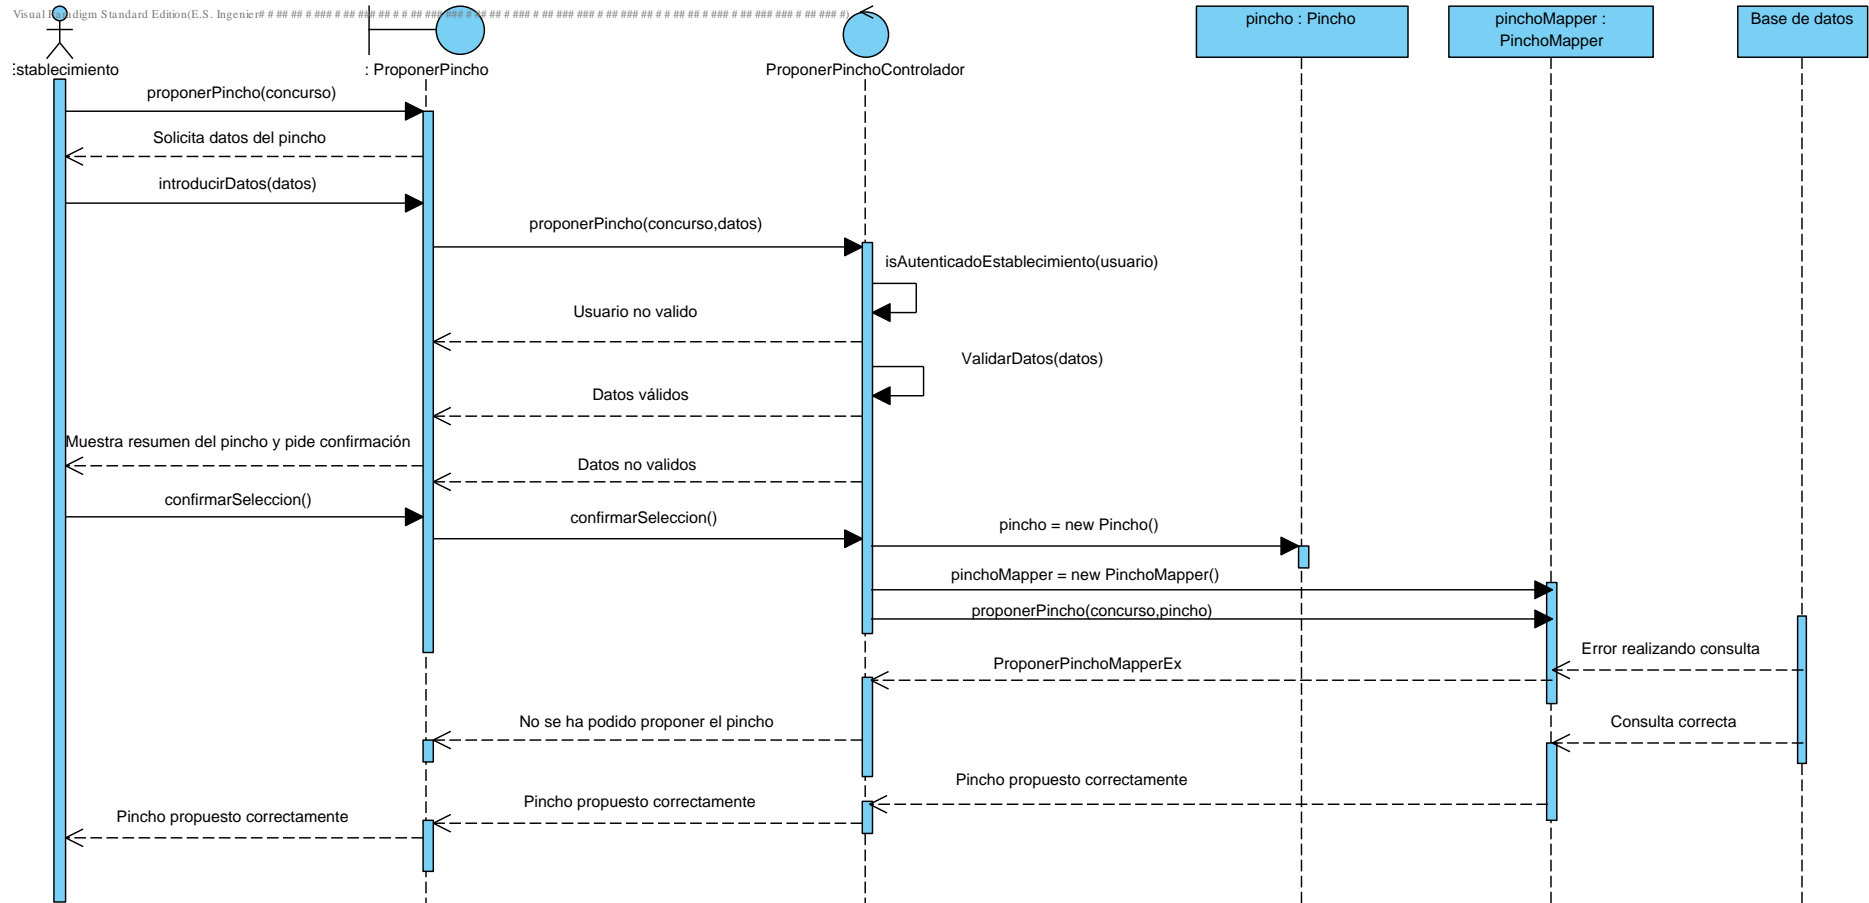 Visual Paradigm Standard Edition(E.S. Ingenier
pincho : Pincho
pinchoMapper :
PinchoMapper
Base de datos
:stablecimiento
: ProponerPincho
ProponerPinchoControlador
proponerPincho(concurso)
Solicita datos del pincho
introducirDatos(datos)
proponerPincho(concurso,datos)
isAutenticadoEstablecimiento(usuario)
Usuario no valido
ValidarDatos(datos)
Datos válidos
Muestra resumen del pincho y pide confirmación
Datos no validos
confirmarSeleccion()
confirmarSeleccion()
pincho = new Pincho()
pinchoMapper = new PinchoMapper()
proponerPincho(concurso,pincho)
Error realizando consulta
ProponerPinchoMapperEx
No se ha podido proponer el pincho
Consulta correcta
Pincho propuesto correctamente
Pincho propuesto correctamente
Pincho propuesto correctamente